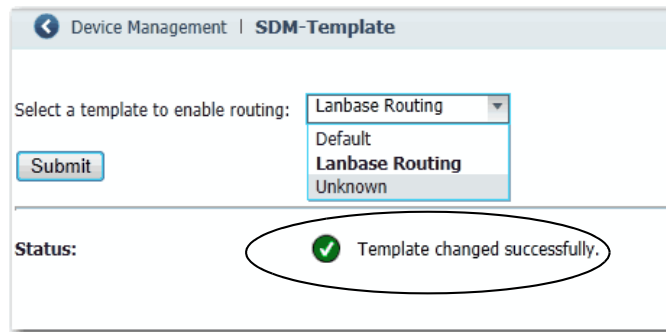 Device Management | SDM-Template
Select a template to enable routing: Lanbase Routing
Default
Lanbase Routing
Unknown
Submit
Status: Template changed successfully.